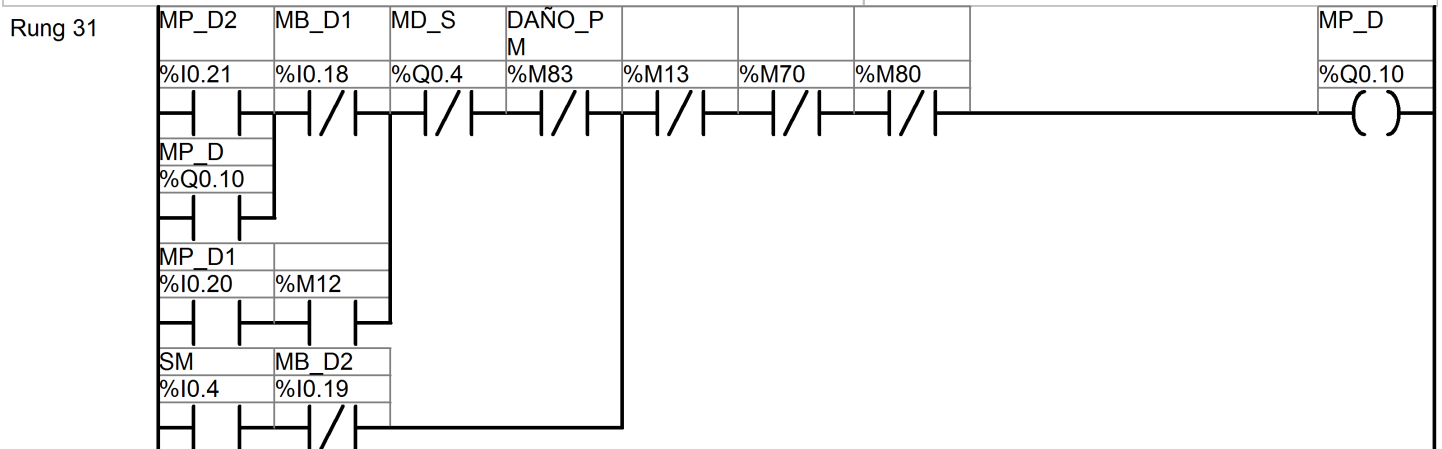 Rung 31
MP_D2 MB_D1 MD_S DAÑO_P MP_D
M
%I0.21 %I0.18 %Q0.4 %M83 %M13 %M70 %M80 %Q0.10
MP_D
%Q0.10
MP_D1
%I0.20 %M12
SM MB_D2
%I0.4 %I0.19